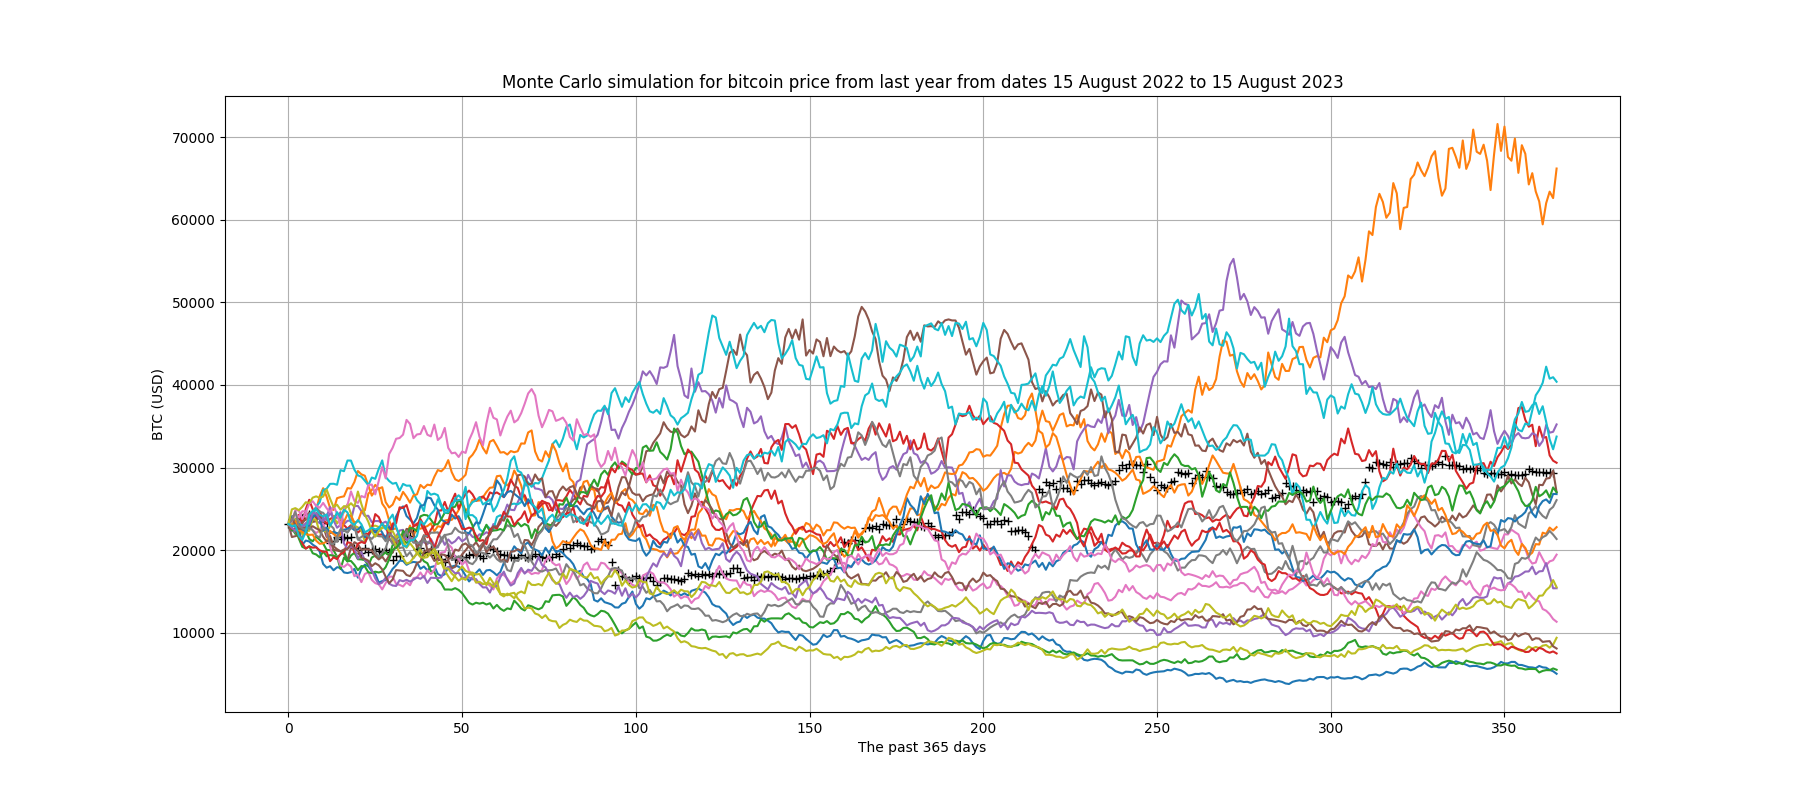 Monte Carlo simulation for bitcoin price from last year from dates 15 August 2022 to 15 August 2023
70000
60000
50000
40000
30000
20000
10000
BTC (USD)
0 50 100 150 200 250 300 350
The past 365 days